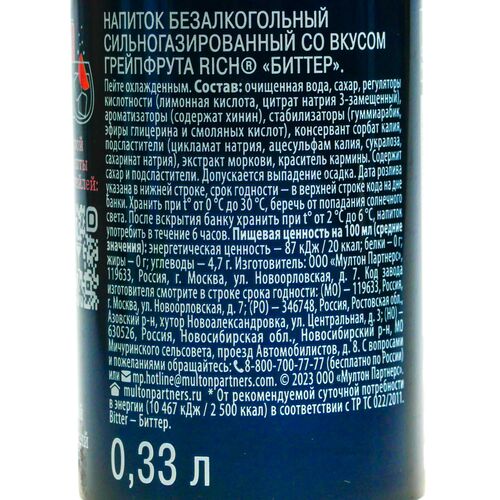 НАПИТОК БЕЗАЛКОГОЛЬНЫЙ
СИЛЬНОГАЗИРОВАННЫЙ СО ВКУСОМ
ГРЕЙПФРУТА RICH® «БИТТЕР».
Пейте охлажденным. Состав: очищенная вода, сахар, регуляторы
кислотности (лимонная кислота, цитрат натрия 3-замещенный),
ароматизаторы (содержат хинин), стабилизаторы (гуммиарабик,
эфиры глицерина и смоляных кислот), консервант сорбат калия,
подсластители (цикламат натрия, ацесульфам калия, сукралоза,
сахаринат натрия), экстракт моркови, краситель кармины. Содержит
сахар и подсластители. Допускается выпадение осадка. Дата розлива
указана в нижней строке, срок годности – в верхней строке кода на дне
банки. Хранить при t° от 0 °С до 30 °С, беречь от попадания солнечного
света. После вскрытия банку хранить при t° от 2 °С до 6 °С, напиток
употребить в течение 6 часов. Пищевая ценность на 100 мл (средние
значения): энергетическая ценность – 87 кДж / 20 ккал; белки – 0 г;
жиры – 0 г; углеводы – 4,7 г. Изготовитель: ООО «Мултон Партнерс»,
119633, Россия, г. Москва, ул. Новоорловская, д. 7. Код завода
изготовителя смотрите в строке срока годности: (МО) – 119633, Россия,
г. Москва, ул. Новоорловская, д. 7; (РО) – 346748, Россия, Ростовская обл.,
Азовский р-н, хутор Новоалександровка, ул. Центральная, д. 3; (НО) –
630526, Россия, Новосибирская обл., Новосибирский р-н, МО
Мичуринского сельсовета, проезд Автомобилистов, д. 8. С вопросами
и пожеланиями обращайтесь: 8-800-700-77-77 (бесплатно по России)
или mp.hotline@multonpartners.com © 2023 ООО «Мултон Партнерс».
multonpartners.ru * От рекомендуемой суточной потребности
в энергии (10 467 кДж / 2 500 ккал) в соответствии с ТР ТС 022/2011.
Bitter – Биттер.
0,33 л